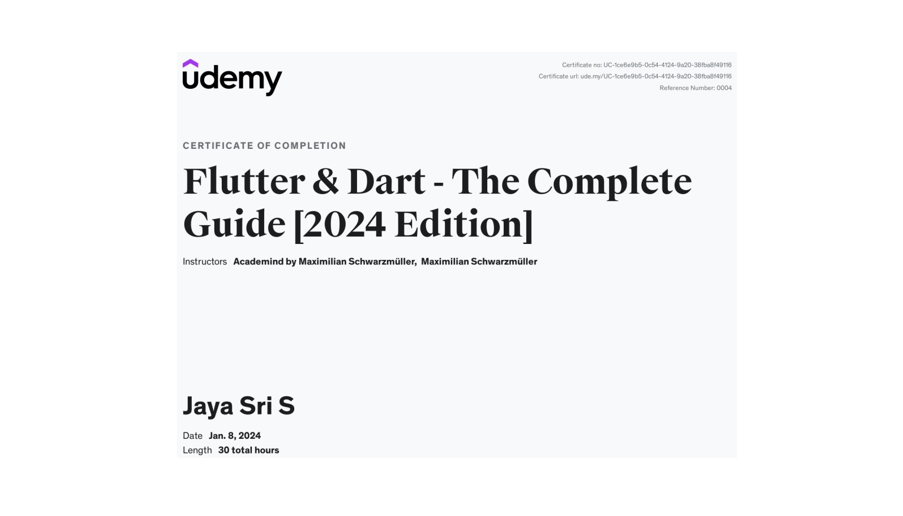 udemy
Certificate no: UC-1ce6e9b5-0c54-4124-9a20-38fba8f49116
Certificate url: ude.my/UC-1ce6e9b5-0c54-4124-9a20-38fba8f49116
Reference Number: 0004
CERTIFICATE OF COMPLETION
Flutter & Dart - The Complete
Guide [2024 Edition]
Instructors Academind by Maximilian Schwarzmüller, Maximilian Schwarzmüller
Jaya Sri S
Date Jan. 8, 2024
Length 30 total hours